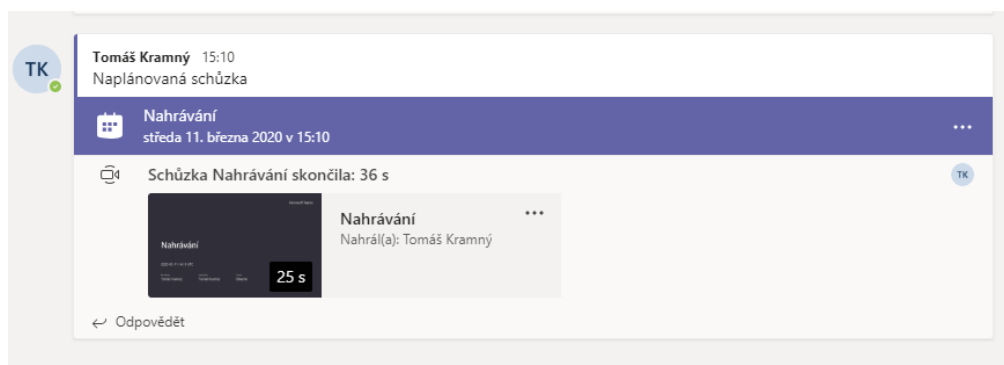 TK
Tomáš Kramný 15:10
Naplánovaná schůzka
Nahrávání
středa 11. března 2020 v 15:10
Schůzka Nahrávání skončila: 36 s
TK
Nahrávání
25 s
Nahrávání
Nahrál(a): Tomáš Kramný
Odpovědět